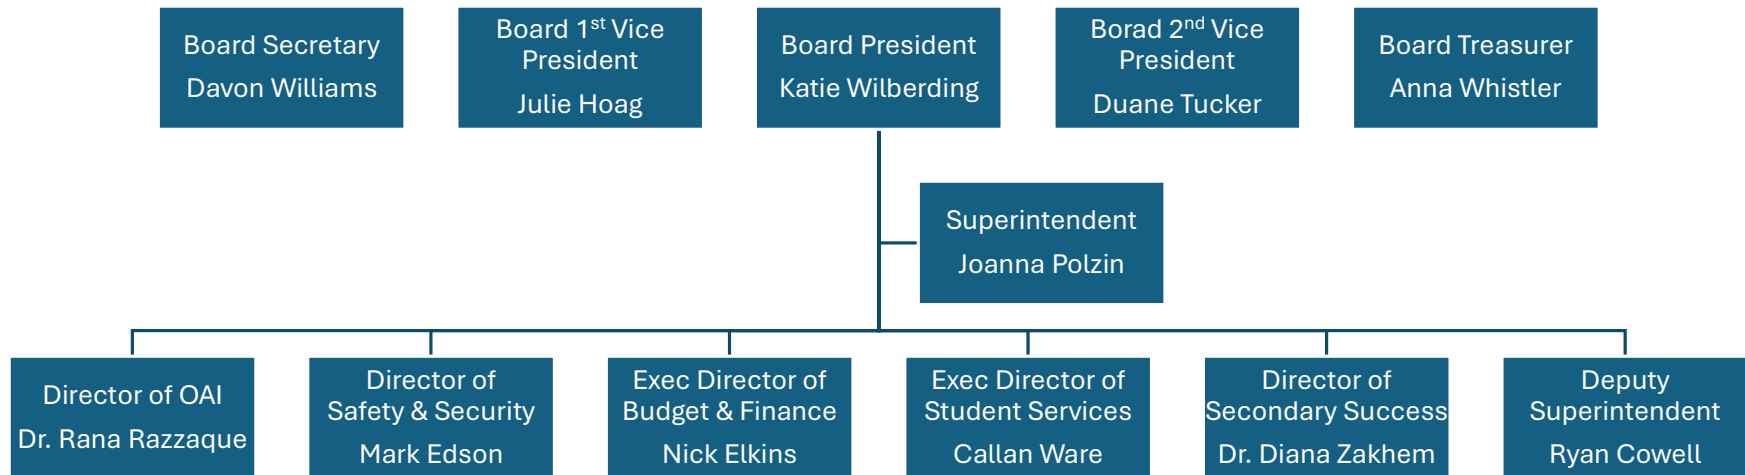 Board Secretary
Davon Williams
Board 1st Vice
President
Julie Hoag
Board President
Katie Wilberding
Borad 2nd Vice
President
Duane Tucker
Board Treasurer
Anna Whistler
Superintendent
Joanna Polzin
Director of OAI
Dr. Rana Razzaque
Director of
Safety & Security
Mark Edson
Exec Director of
Budget & Finance
Nick Elkins
Exec Director of
Student Services
Callan Ware
Director of
Secondary Success
Dr. Diana Zakhem
Deputy
Superintendent
Ryan Cowell